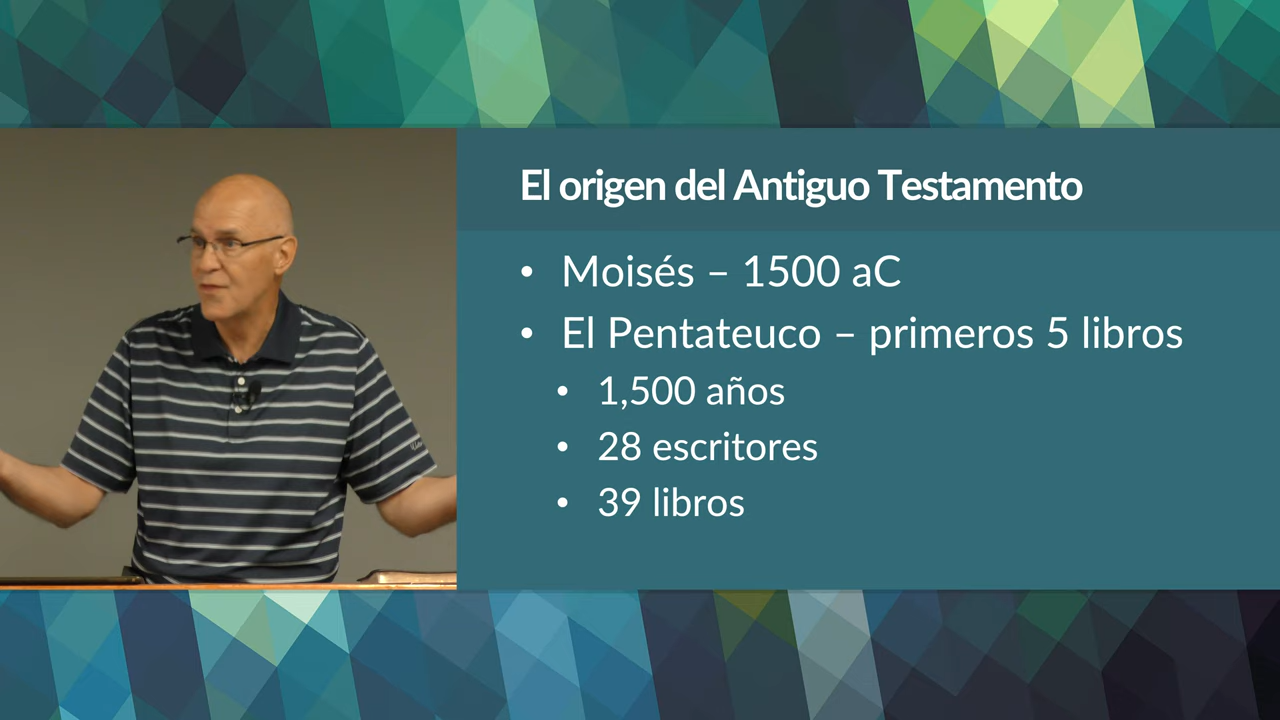 El origen del Antiguo Testamento
• Moisés – 1500 aC
• El Pentateuco – primeros 5 libros
• 1,500 años
• 28 escritores
• 39 libros